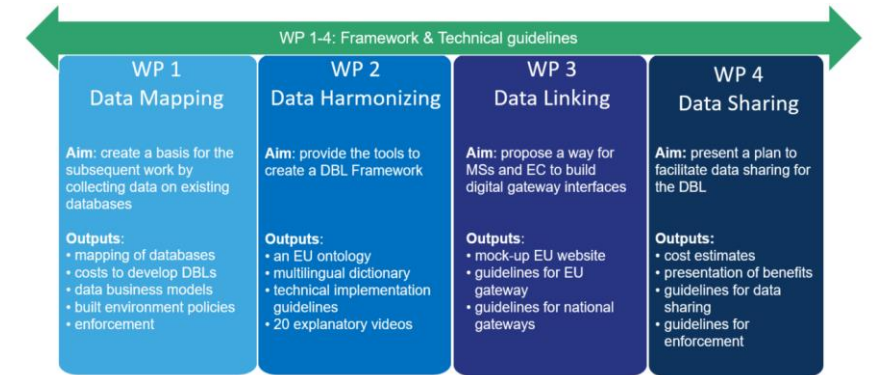 WP 1-4: Framework & Technical guidelines
WP 1
Data Mapping
Aim: create a basis for the
subsequent work by
collecting data on existing
databases
Outputs:
• mapping of databases
• costs to develop DBLs
• data business models
• built environment policies
• enforcement
WP 2
Data Harmonizing
Aim: provide the tools to
create a DBL Framework
Outputs:
• an EU ontology
• multilingual dictionary
• technical implementation
guidelines
• 20 explanatory videos
WP 3
Data Linking
Aim: propose a way for
MSs and EC to build
digital gateway interfaces
Outputs:
• mock-up EU website
• guidelines for EU
gateway
• guidelines for national
gateways
WP 4
Data Sharing
Aim: present a plan to
facilitate data sharing for
the DBL
Outputs:
• cost estimates
• presentation of benefits
• guidelines for data
sharing
• guidelines for
enforcement